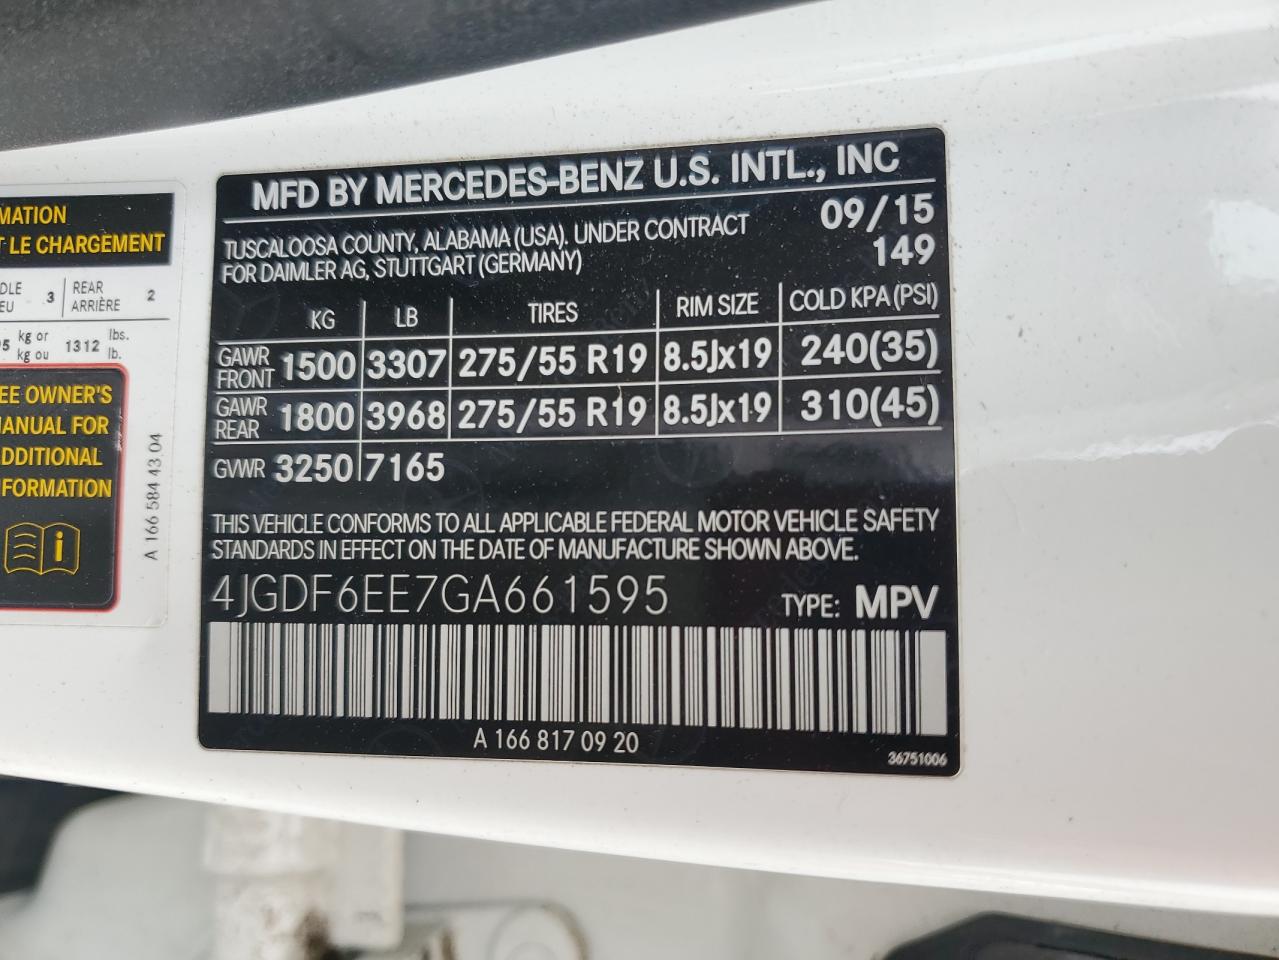 MATION
T LE CHARGEMENT
DLE
EU
3
REAR
ARRIÈRE
2
5
kg or
kg ou
1312
lbs.
lb.
EE OWNER'S
ANUAL FOR
DDITIONAL
FORMATION
i
A 166 584 43 04
MFD BY MERCEDES-BENZ U.S. INTL., INC
TUSCALOOSA COUNTY, ALABAMA (USA). UNDER CONTRACT
FOR DAIMLER AG, STUTTGART (GERMANY)
09/15
149
KG LB TIRES RIM SIZE COLD KPA (PSI)
GAWR FRONT 1500 3307 275/55 R19 8.5Jx19 240(35)
GAWR REAR 1800 3968 275/55 R19 8.5Jx19 310(45)
GVWR 3250 7165
THIS VEHICLE CONFORMS TO ALL APPLICABLE FEDERAL MOTOR VEHICLE SAFETY
STANDARDS IN EFFECT ON THE DATE OF MANUFACTURE SHOWN ABOVE.
4JGDF6EE7GA661595 TYPE: MPV
A 166 817 09 20
36751006